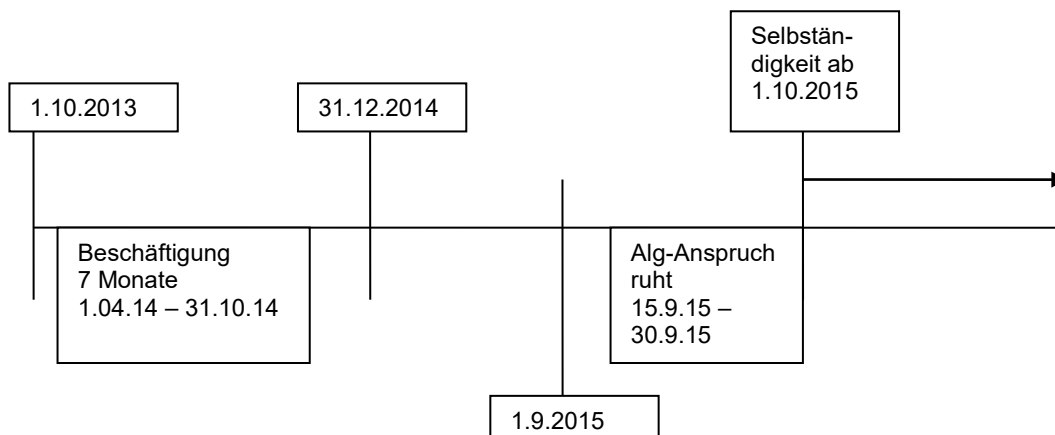 Selbstän-
digkeit ab
1.10.2015
1.10.2013
31.12.2014
Beschäftigung
7 Monate
1.04.14 – 31.10.14
Alg-Anspruch
ruht
15.9.15 –
30.9.15
1.9.2015